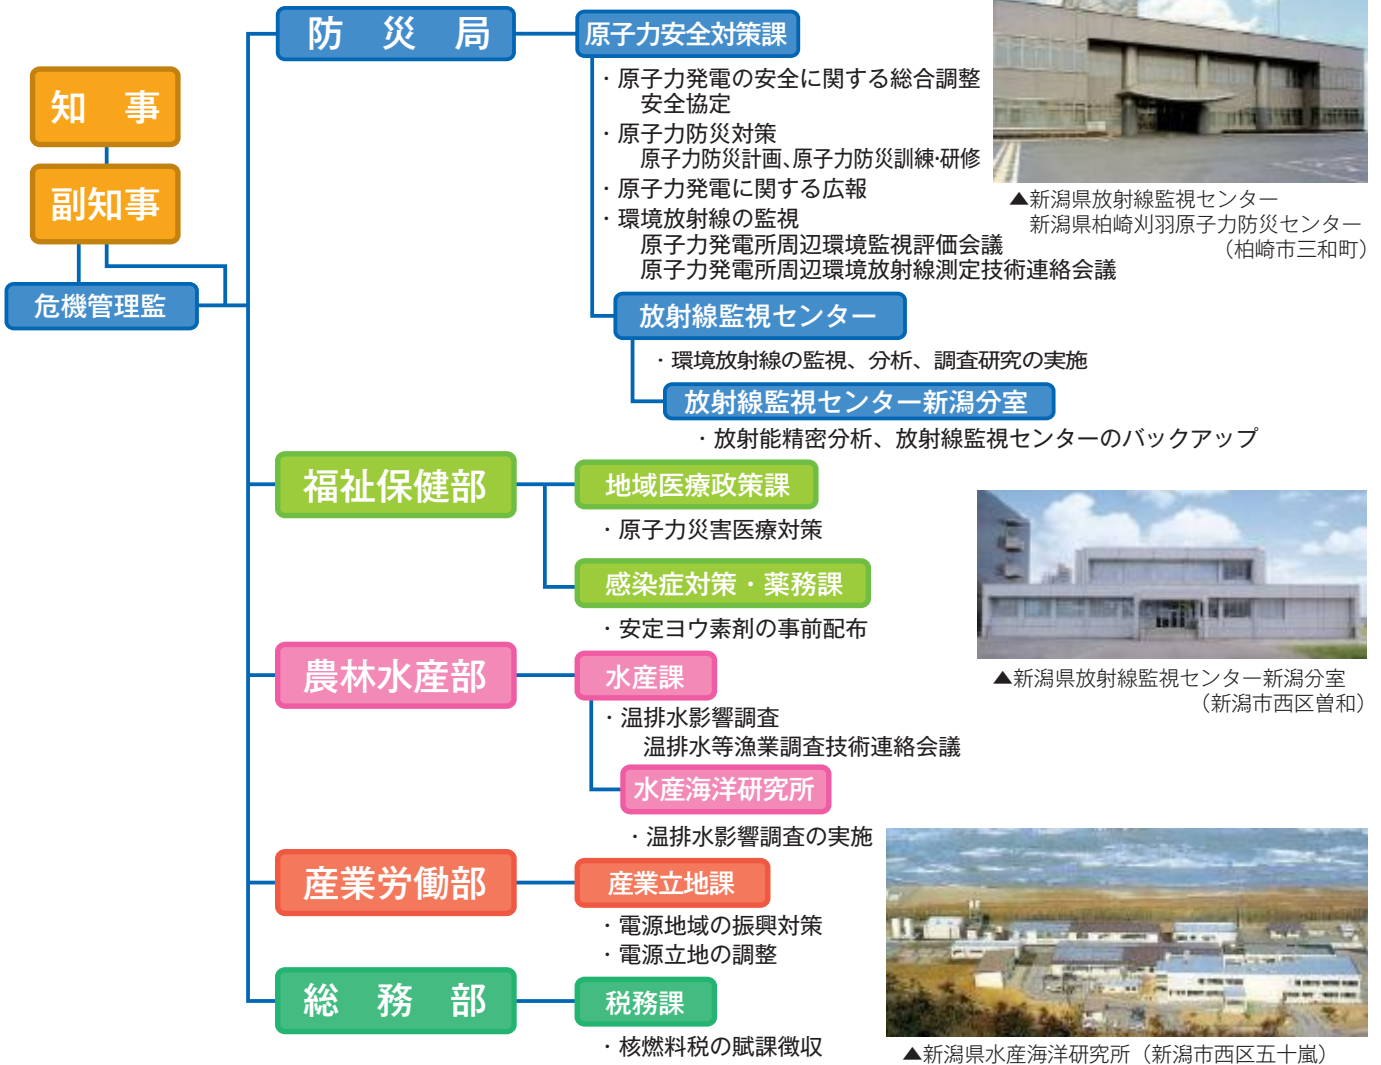 知　事
副知事
危機管理監
防　災　局
原子力安全対策課
・原子力発電の安全に関する総合調整
安全協定
・原子力防災対策
原子力防災計画、原子力防災訓練・研修
・原子力発電に関する広報
・環境放射線の監視
原子力発電所周辺環境監視評価会議
原子力発電所周辺環境放射線測定技術連絡会議
放射線監視センター
・環境放射線の監視、分析、調査研究の実施
放射線監視センター新潟分室
・放射能精密分析、放射線監視センターのバックアップ
▲新潟県放射線監視センター
新潟県柏崎刈羽原子力防災センター
（柏崎市三和町）
福祉保健部
地域医療政策課
・原子力災害医療対策
感染症対策・薬務課
・安定ヨウ素剤の事前配布
▲新潟県放射線監視センター新潟分室
（新潟市西区曽和）
農林水産部
水産課
・温排水影響調査
温排水等漁業調査技術連絡会議
水産海洋研究所
・温排水影響調査の実施
産業労働部
産業立地課
・電源地域の振興対策
・電源立地の調整
総　務　部
税務課
・核燃料税の賦課徴収
▲新潟県水産海洋研究所（新潟市西区五十嵐）